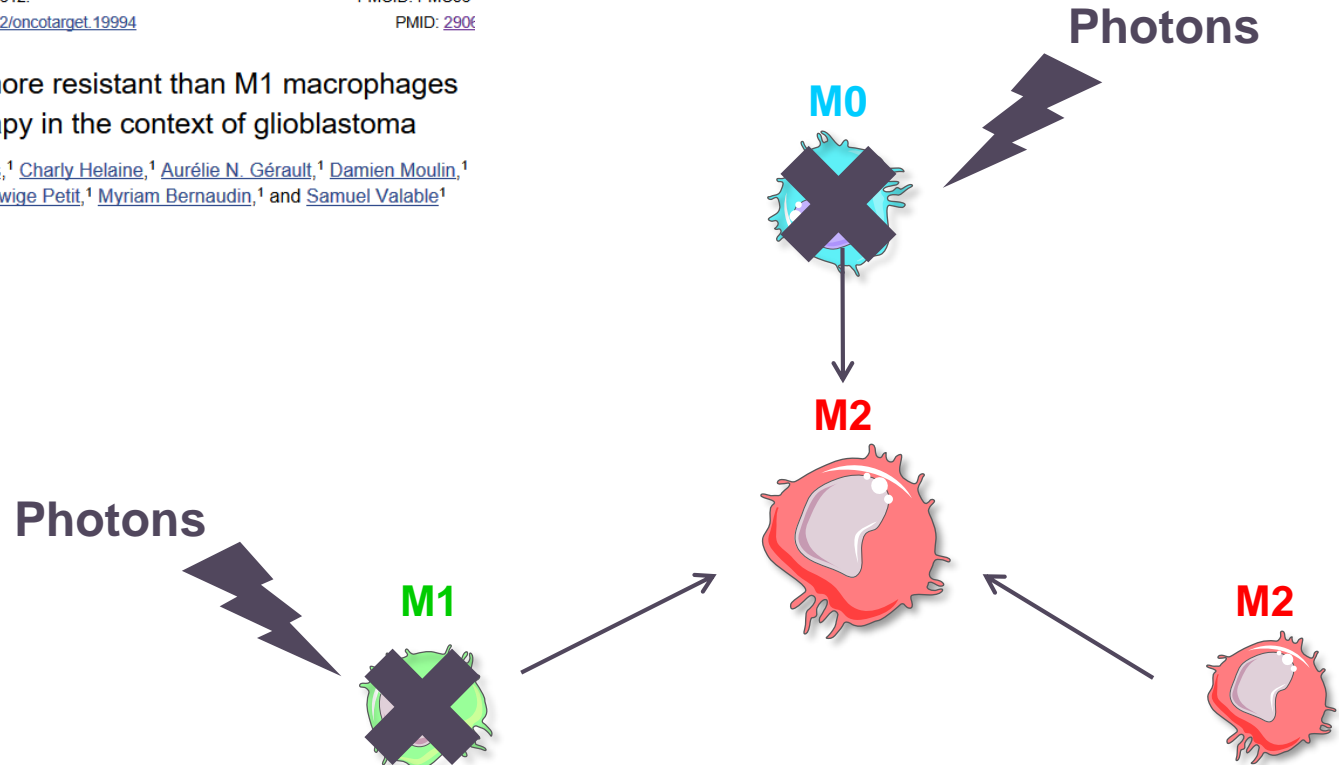 2/oncotarget.19994
PMID: 2906
more resistant than M1 macrophages
apy in the context of glioblastoma
,¹ Charly Helaine,¹ Aurélie N. Gérault,¹ Damien Moulin,¹
wige Petit,¹ Myriam Bernaudin,¹ and Samuel Valable¹
Photons
M0
M2
Photons
M1
M2